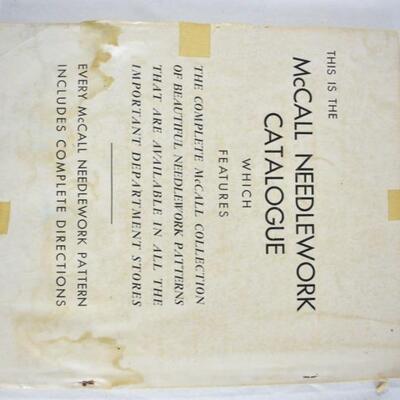 THIS IS THE
McCALL NEEDLEWORK
CATALOGUE
WHICH
FEATURES
THE COMPLETE McCALL COLLECTION
OF BEAUTIFUL NEEDLEWORK PATTERNS
THAT ARE AVAILABLE IN ALL THE
IMPORTANT DEPARTMENT STORES
EVERY McCALL NEEDLEWORK PATTERN
INCLUDES COMPLETE DIRECTIONS